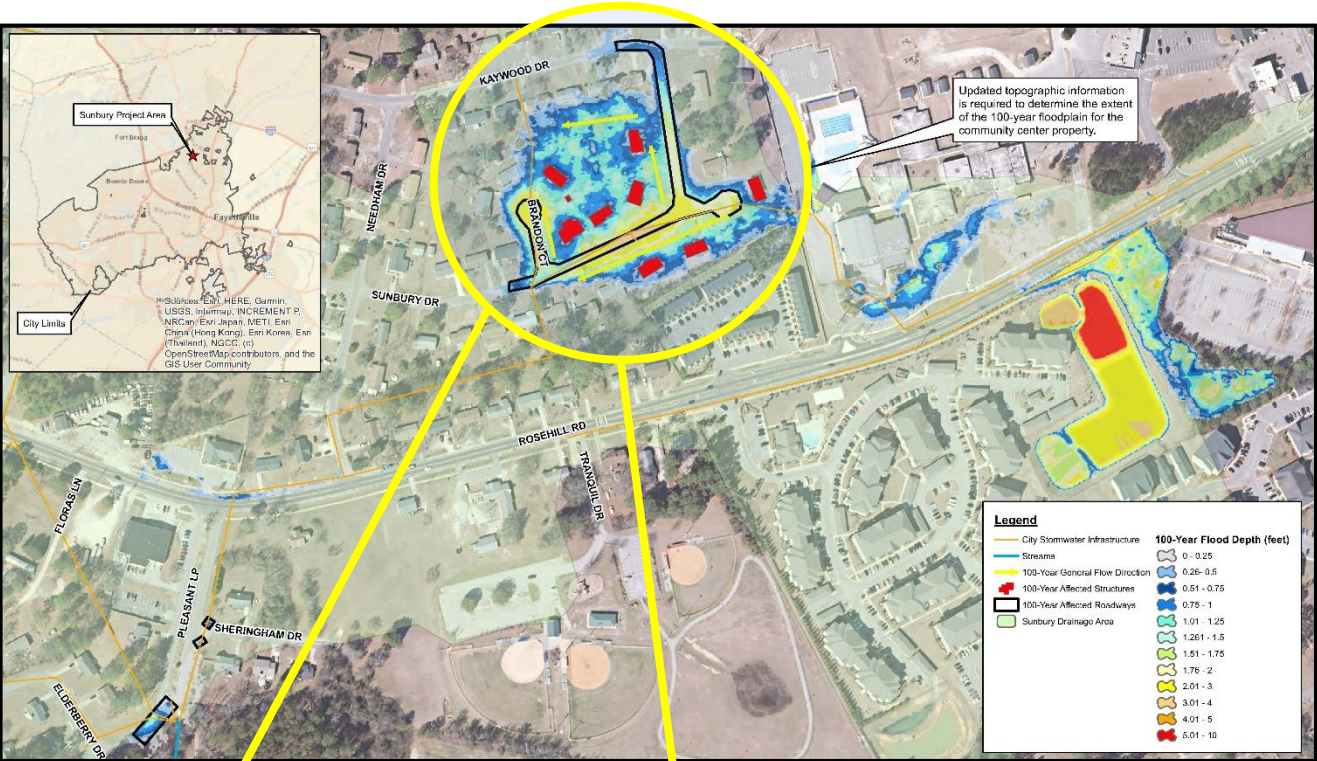 Sunbury Project Area
Fort Bragg
Bonnie Doone
Fayetteville
City Limits
Sources: Esri, HERE, Garmin,
USGS, Intermap, INCREMENT P,
NRCan, Esri Japan, METI, Esri
China (Hong Kong), Esri Korea, Esri
(Thailand), NGCC, (c)
OpenStreetMap contributors, and the
GIS User Community
KAYWOOD DR
NEEDHAM DR
BRANDON CT
SUNBURY DR
Updated topographic information
is required to determine the extent
of the 100-year floodplain for the
community center property.
ROSEHILL RD
TRANQUIL DR
FLORAS LN
PLEASANT LP
SHERINGHAM DR
ELDERBERRY DR
Legend
City Stormwater Infrastructure
Streams
100-Year General Flow Direction
100-Year Affected Structures
100-Year Affected Roadways
Sunbury Drainage Area
100-Year Flood Depth (feet)
0 - 0.25
0.26- 0.5
0.51 - 0.75
0.75 - 1
1.01 - 1.25
1.261 - 1.5
1.51 - 1.75
1.76 - 2
2.01 - 3
3.01 - 4
4.01 - 5
5.01 - 10